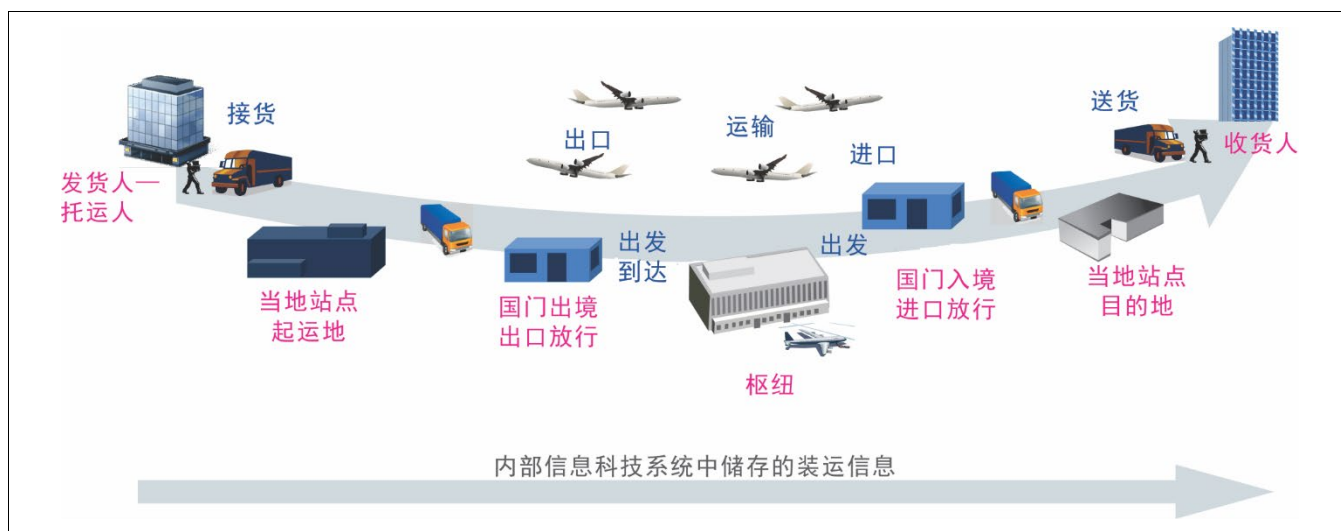 接货
发货人—
托运人
当地站点
起运地
出口
国门出境
出口放行
出发
到达
运输
枢纽
出发
进口
国门入境
进口放行
送货
当地站点
目的地
收货人
内部信息科技系统中储存的装运信息